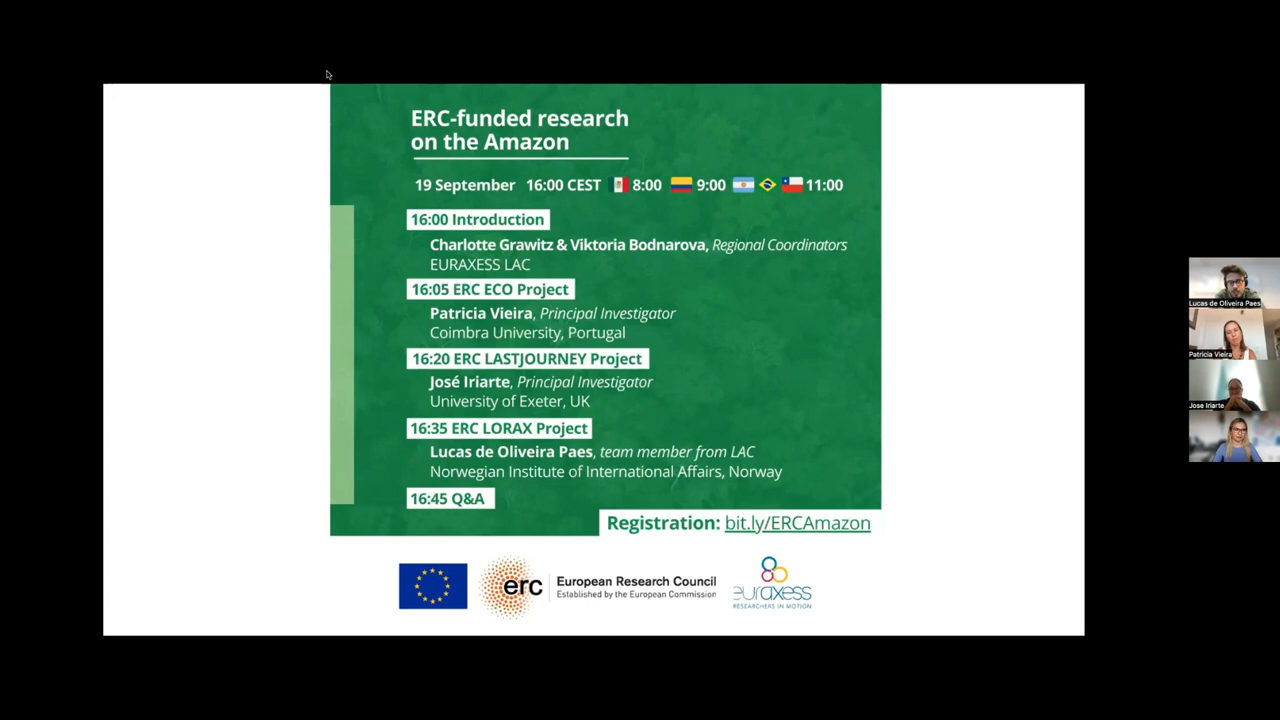 ERC-funded research
on the Amazon
19 September 16:00 CEST 8:00 9:00 11:00
16:00 Introduction
Charlotte Grawitz & Viktoria Bodnarova, Regional Coordinators
EURAXESS LAC
16:05 ERC ECO Project
Patricia Vieira, Principal Investigator
Coimbra University, Portugal
16:20 ERC LASTJOURNEY Project
José Iriarte, Principal Investigator
University of Exeter, UK
16:35 ERC LORAX Project
Lucas de Oliveira Paes, team member from LAC
Norwegian Institute of International Affairs, Norway
16:45 Q&A
Registration: bit.ly/ERCAmazon
erc
European Research Council
Established by the European Commission
euraxess
RESEARCHERS IN MOTION
Lucas de Oliveira Paes
Patricia Vieira
Jose Iriarte